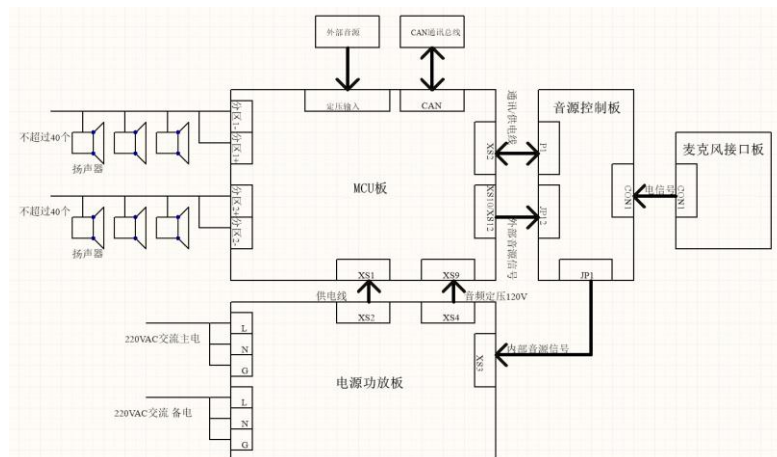 外部音源
CAN通讯总线
定压输入
CAN
音源控制板
通讯/供电线
分区1-
分区1+
不超过40个
扬声器
XS2
P1
麦克风接口板
MCU板
CON1
电信号
CON1
不超过40个
分区2+
分区2-
扬声器
XS10/XS12
JP12
外部音源信号
XS1
XS9
JP1
供电线
音频定压120V
XS2
XS4
L
N
G
220VAC交流主电
XS3
内部音源信号
电源功放板
L
N
G
220VAC交流 备电